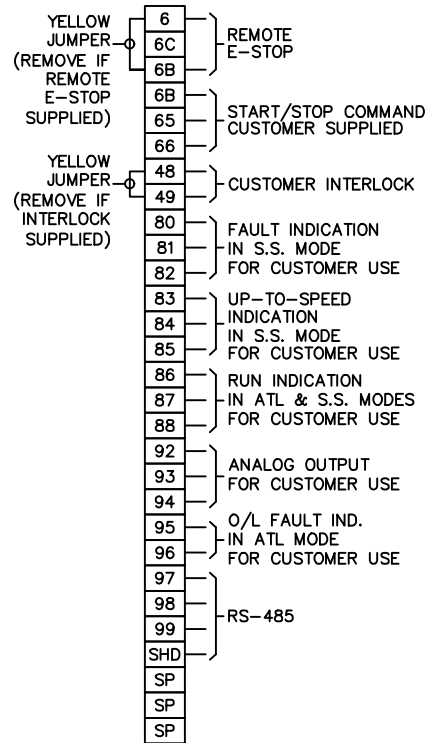 YELLOW
JUMPER
(REMOVE IF
REMOTE
E-STOP
SUPPLIED)
6
6C
6B
REMOTE
E-STOP
6B
65
66
START/STOP COMMAND
CUSTOMER SUPPLIED
YELLOW
JUMPER
(REMOVE IF
INTERLOCK
SUPPLIED)
48
49
CUSTOMER INTERLOCK
80
81
82
FAULT INDICATION
IN S.S. MODE
FOR CUSTOMER USE
83
84
85
UP-TO-SPEED
INDICATION
IN S.S. MODE
FOR CUSTOMER USE
86
87
88
RUN INDICATION
IN ATL & S.S. MODES
FOR CUSTOMER USE
92
93
94
ANALOG OUTPUT
FOR CUSTOMER USE
95
96
O/L FAULT IND.
IN ATL MODE
FOR CUSTOMER USE
97
98
99
SHD
RS-485
SP
SP
SP